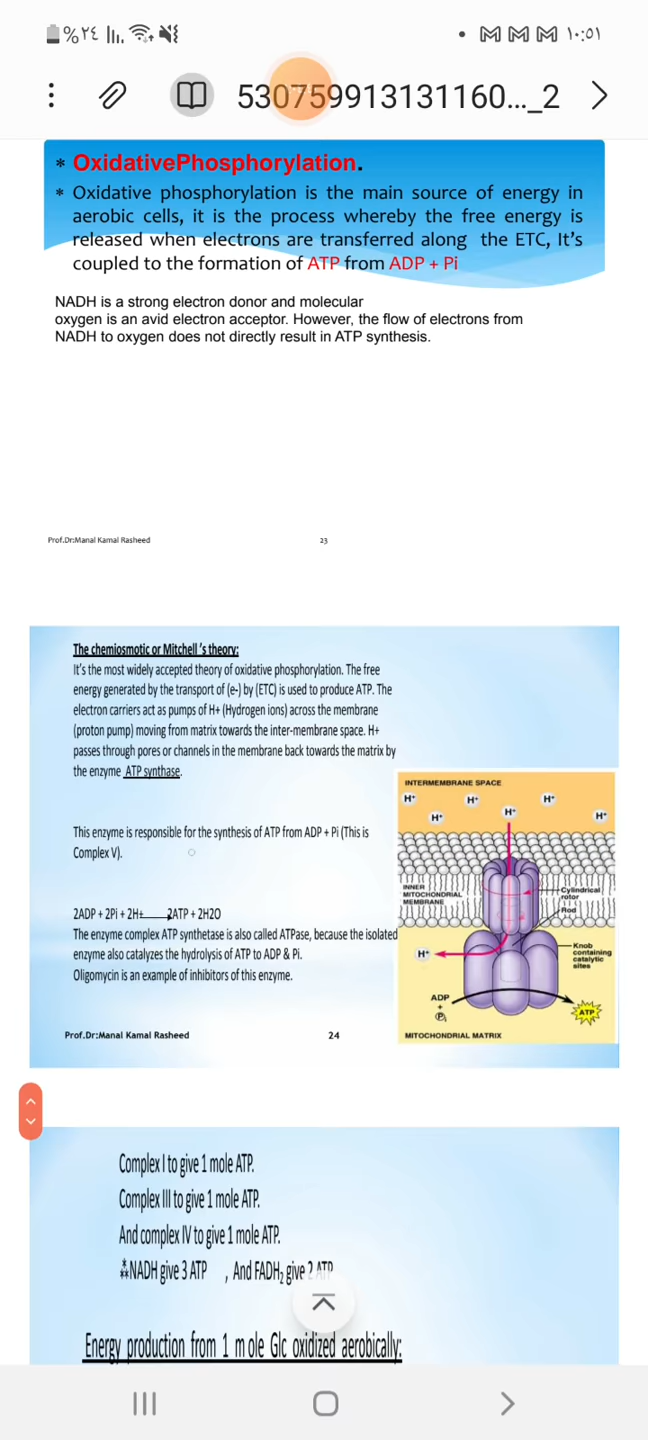 %٢٤
١٠:٥١
530759913131160..._2
* OxidativePhosphorylation.
* Oxidative phosphorylation is the main source of energy in
aerobic cells, it is the process whereby the free energy is
released when electrons are transferred along the ETC, It's
coupled to the formation of ATP from ADP + Pi
NADH is a strong electron donor and molecular
oxygen is an avid electron acceptor. However, the flow of electrons from
NADH to oxygen does not directly result in ATP synthesis.
Prof.Dr:Manal Kamal Rasheed
23
The chemiosmotic or Mitchell 's theory:
It's the most widely accepted theory of oxidative phosphorylation. The free
energy generated by the transport of (e-) by (ETC) is used to produce ATP. The
electron carriers act as pumps of H+ (Hydrogen ions) across the membrane
(proton pump) moving from matrix towards the inter-membrane space. H+
passes through pores or channels in the membrane back towards the matrix by
the enzyme ATP synthase.
This enzyme is responsible for the synthesis of ATP from ADP + Pi (This is
Complex V).
2ADP + 2Pi + 2H+ 2ATP + 2H2O
The enzyme complex ATP synthetase is also called ATPase, because the isolated
enzyme also catalyzes the hydrolysis of ATP to ADP & Pi.
Oligomycin is an example of inhibitors of this enzyme.
INTERMEMBRANE SPACE
H+ H+ H+
H+ H+ H+
INNER
MITOCHONDRIAL
MEMBRANE
Cylindrical
rotor
Rod
H+
Knob
containing
catalytic
sites
ADP
+
Pi
ATP
MITOCHONDRIAL MATRIX
Prof.Dr:Manal Kamal Rasheed
24
Complex I to give 1 mole ATP.
Complex III to give 1 mole ATP.
And complex IV to give 1 mole ATP.
NADH give 3 ATP , And FADH2 give 2 ATP
Energy production from 1 mole Glc oxidized aerobically: